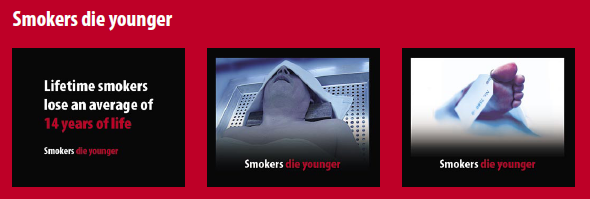 Smokers die younger
Lifetime smokers
lose an average of
14 years of life
Smokers die younger
Smokers die younger
Smokers die younger